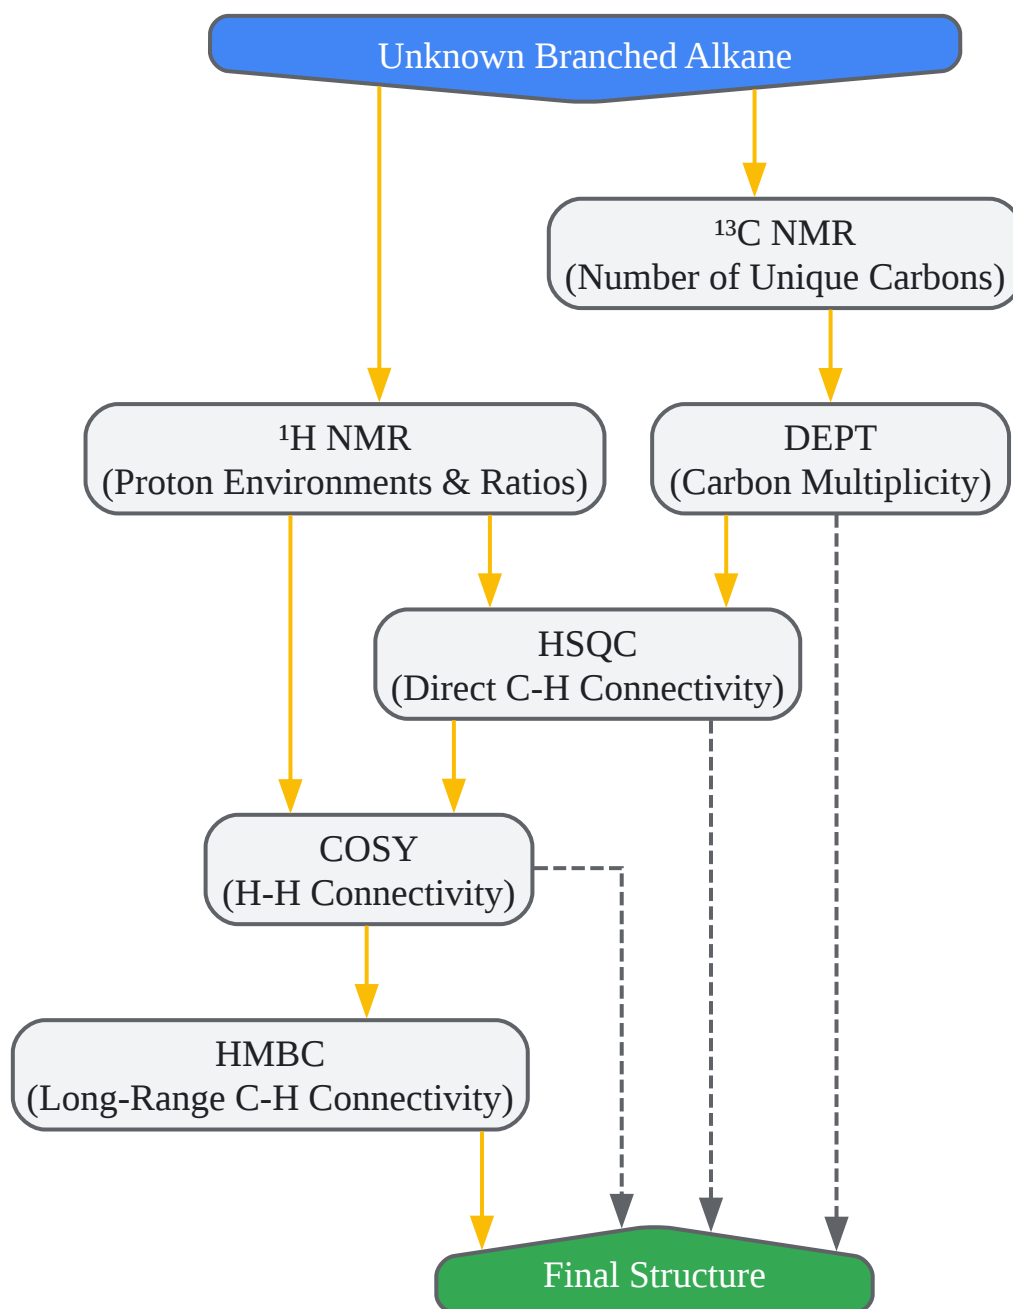 Unknown Branched Alkane
¹³C NMR
(Number of Unique Carbons)
¹H NMR
(Proton Environments & Ratios)
DEPT
(Carbon Multiplicity)
HSQC
(Direct C-H Connectivity)
COSY
(H-H Connectivity)
HMBC
(Long-Range C-H Connectivity)
Final Structure